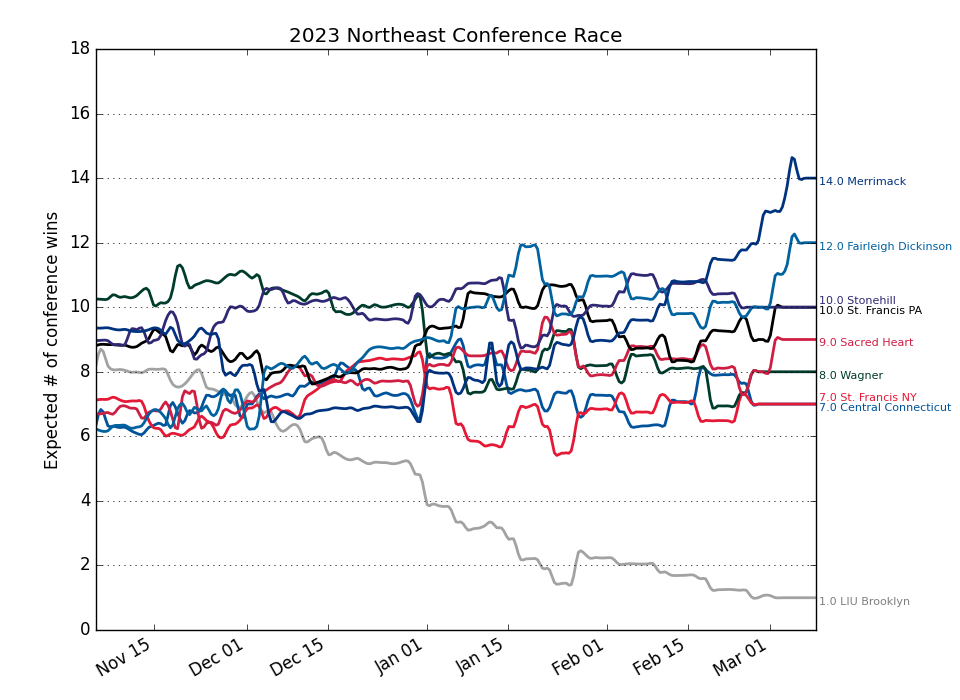 2023 Northeast Conference Race
Expected # of conference wins
18
16
14
12
10
8
6
4
2
0
Nov 15
Dec 01
Dec 15
Jan 01
Jan 15
Feb 01
Feb 15
Mar 01
14.0 Merrimack
12.0 Fairleigh Dickinson
10.0 Stonehill
10.0 St. Francis PA
9.0 Sacred Heart
8.0 Wagner
7.0 St. Francis NY
7.0 Central Connecticut
1.0 LIU Brooklyn